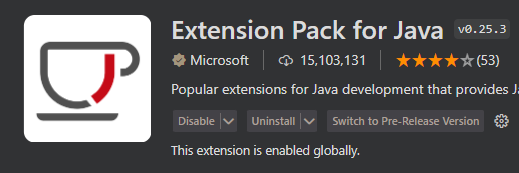 Extension Pack for Java v0.25.3
Microsoft 15,103,131 (53)
Popular extensions for Java development that provides
Disable Uninstall Switch to Pre-Release Version
This extension is enabled globally.